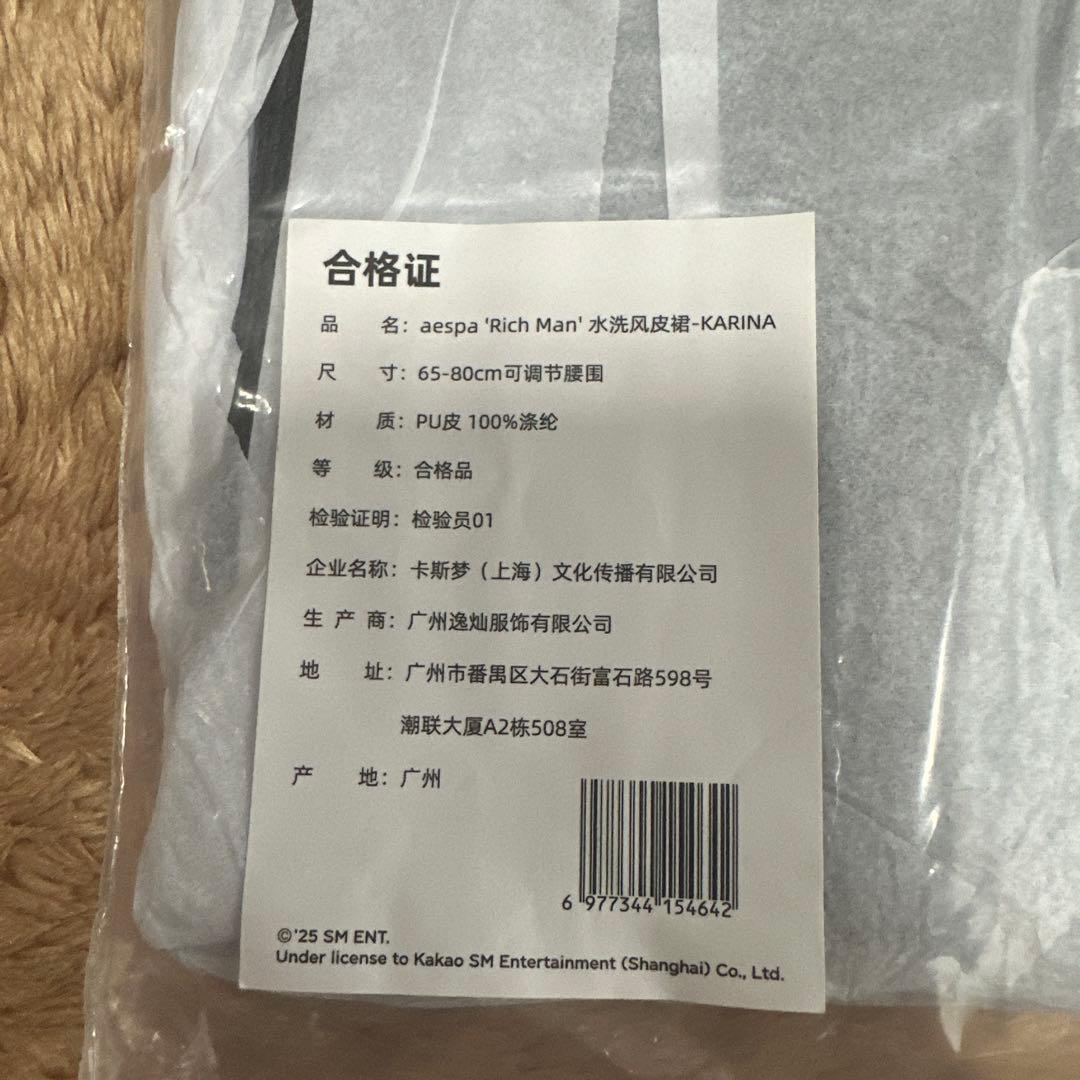 合格证
品 名：aespa 'Rich Man' 水洗风皮裙-KARINA
尺 寸：65-80cm可调节腰围
材 质：PU皮 100%涤纶
等 级：合格品
检验证明：检验员01
企业名称：卡斯梦（上海）文化传播有限公司
生 产 商：广州逸灿服饰有限公司
地 址：广州市番禺区大石街富石路598号
潮联大厦A2栋508室
产 地：广州
6 977344 154642
©'25 SM ENT.
Under license to Kakao SM Entertainment (Shanghai) Co., Ltd.